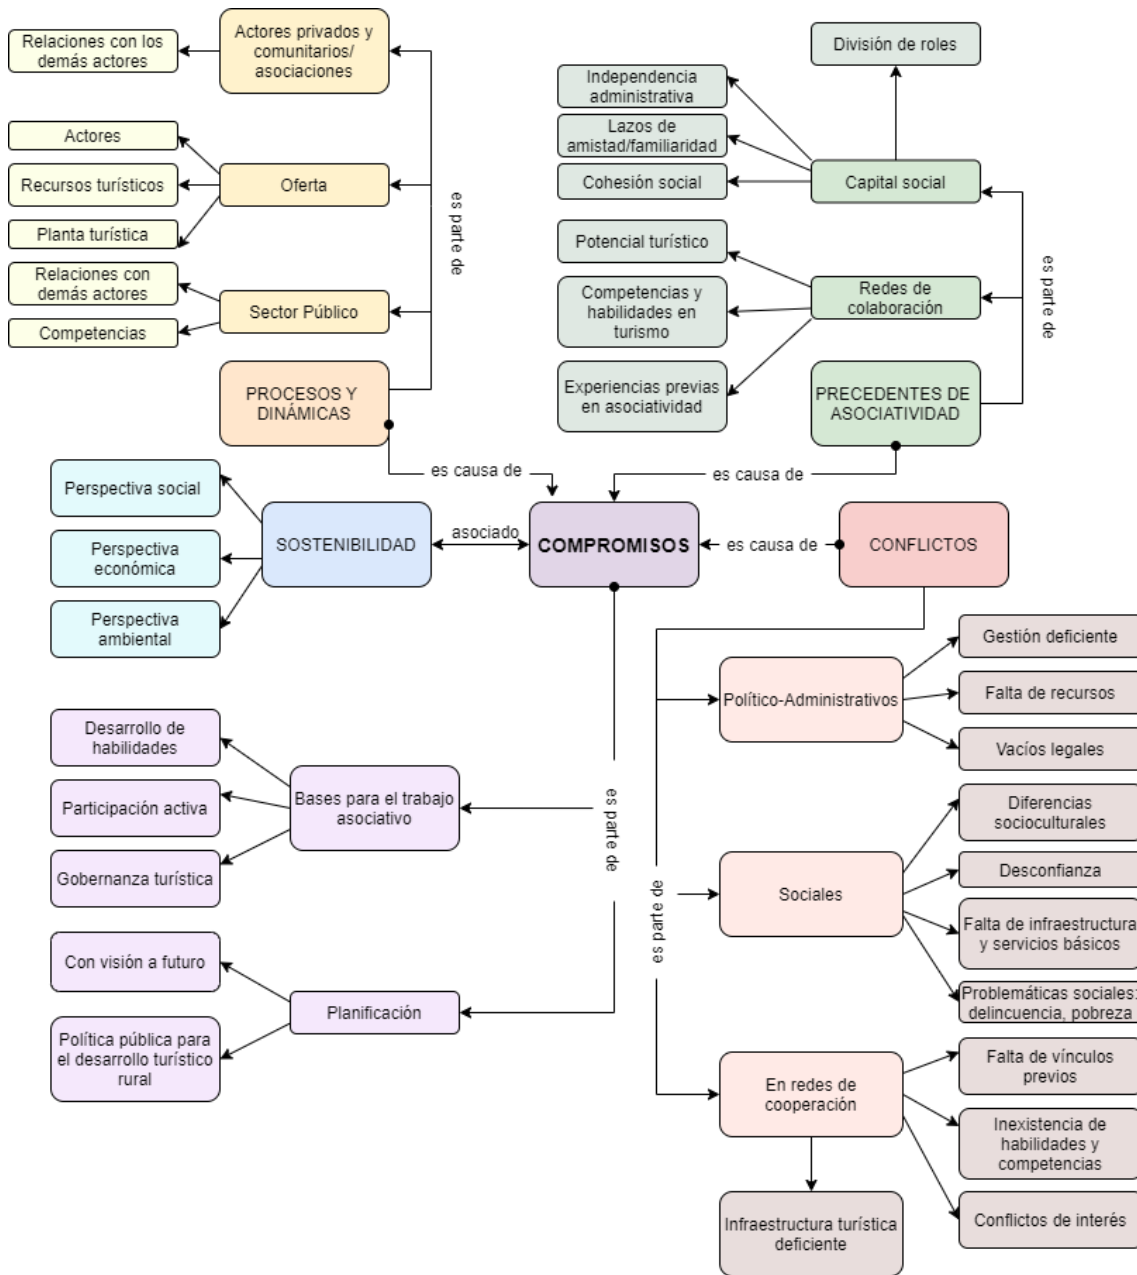 Relaciones con los
demás actores
Actores privados y
comunitarios/
asociaciones
Actores
Recursos turísticos
Planta turística
Oferta
Relaciones con
demás actores
Competencias
Sector Público
es parte de
PROCESOS Y
DINÁMICAS
División de roles
Independencia
administrativa
Lazos de
amistad/familiaridad
Cohesión social
Capital social
Potencial turístico
Competencias y
habilidades en
turismo
Experiencias previas
en asociatividad
Redes de
colaboración
es parte de
PRECEDENTES DE
ASOCIATIVIDAD
es causa de
es causa de
Perspectiva social
Perspectiva
económica
Perspectiva
ambiental
SOSTENIBILIDAD
asociado
COMPROMISOS
es causa de
CONFLICTOS
Desarrollo de
habilidades
Participación activa
Gobernanza turística
Bases para el trabajo
asociativo
Con visión a futuro
Política pública para
el desarrollo turístico
rural
Planificación
es parte de
es parte de
Político-Administrativos
Gestión deficiente
Falta de recursos
Vacíos legales
Sociales
Diferencias
socioculturales
Desconfianza
Falta de infraestructura
y servicios básicos
Problemáticas sociales:
delincuencia, pobreza
En redes de
cooperación
Falta de vínculos
previos
Inexistencia de
habilidades y
competencias
Conflictos de interés
Infraestructura turística
deficiente